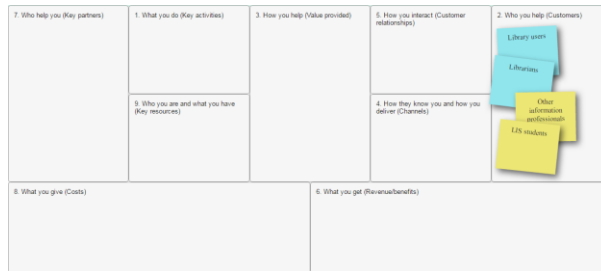 7. Who help you (Key partners)
1. What you do (Key activities)
3. How you help (Value provided)
5. How you interact (Customer
relationships)
2. Who you help (Customers)
Library users
Librarians
Other
information
professionals
LIS students
9. Who you are and what you have
(Key resources)
4. How they know you and how you
deliver (Channels)
8. What you give (Costs)
6. What you get (Revenue/benefits)